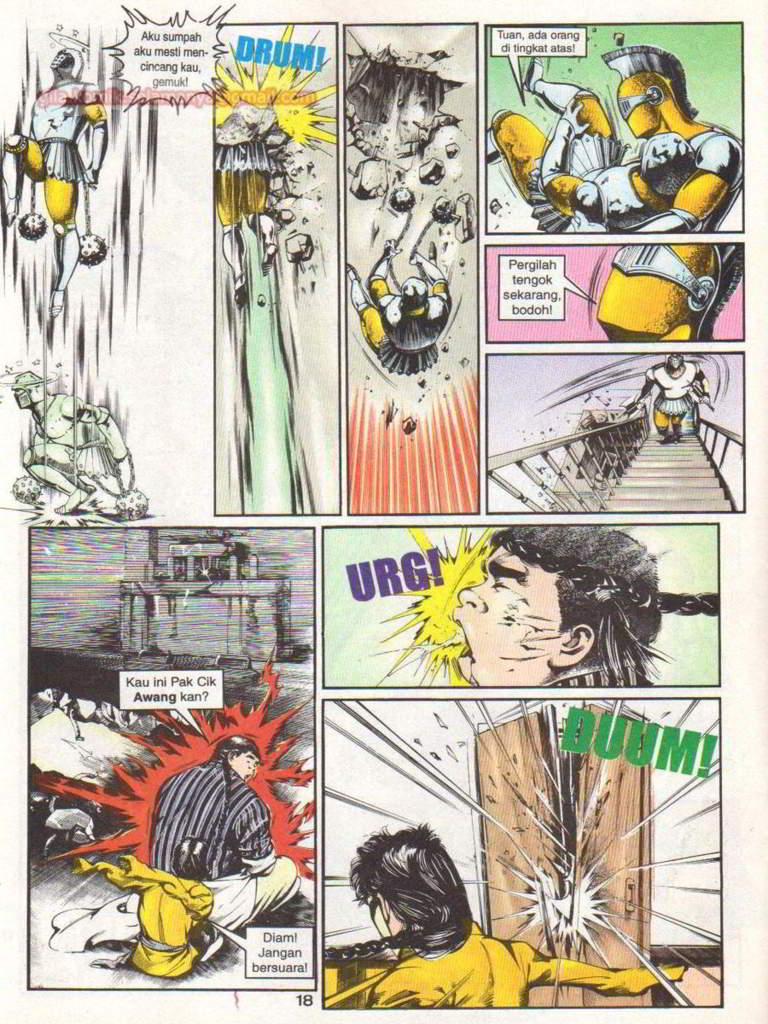 Aku sumpah
aku mesti men-
cincang kau,
gemuk!
DRUM!
Tuan, ada orang
di tingkat atas!
Pergilah
tengok
sekarang,
bodoh!
Kau ini Pak Cik
Awang kan?
Diam!
Jangan
bersuara!
URG!
DUUM!
18